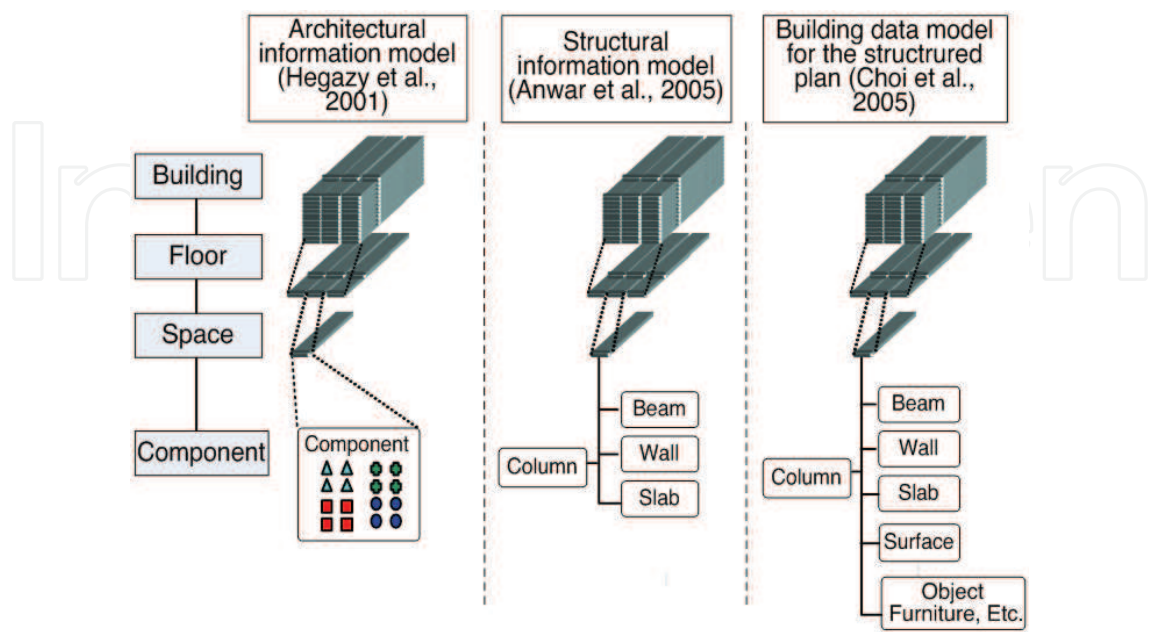 Architectural
information model
(Hegazy et al.,
2001)
Structural
information model
(Anwar et al., 2005)
Building data model
for the structrured
plan (Choi et al.,
2005)
Building
Floor
Space
Component
Component
Column
Beam
Wall
Slab
Column
Beam
Wall
Slab
Surface
Object
Furniture, Etc.